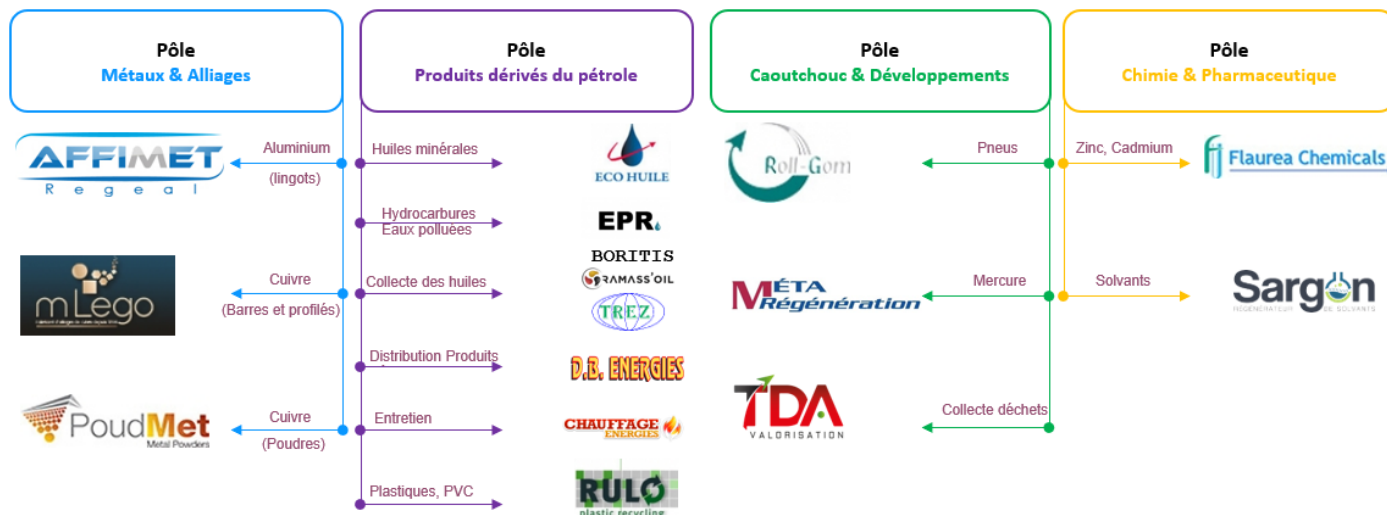 Pôle
Métaux & Alliages
Pôle
Produits dérivés du pétrole
Pôle
Caoutchouc & Développements
Pôle
Chimie & Pharmaceutique
AFFIMET
Regeal
Aluminium
(lingots)
Huiles minérales
ECO HUILE
Roll-Gom
Pneus
Zinc, Cadmium
Flaurea Chemicals
Hydrocarbures
Eaux polluées
EPR
mLego
Cuivre
(Barres et profilés)
Collecte des huiles
BORITIS
RAMASS'OIL
TREZ
MÉTA
Régénération
Mercure
Solvants
Sargon
RÉGÉNÉRATEUR DE SOLVANTS
Distribution Produits
D.B. ENERGIES
PoudMet
Metal Powders
Cuivre
(Poudres)
Entretien
CHAUFFAGE
ENERGIES
TDA
VALORISATION
Collecte déchets
Plastiques, PVC
RULO
plastic recycling